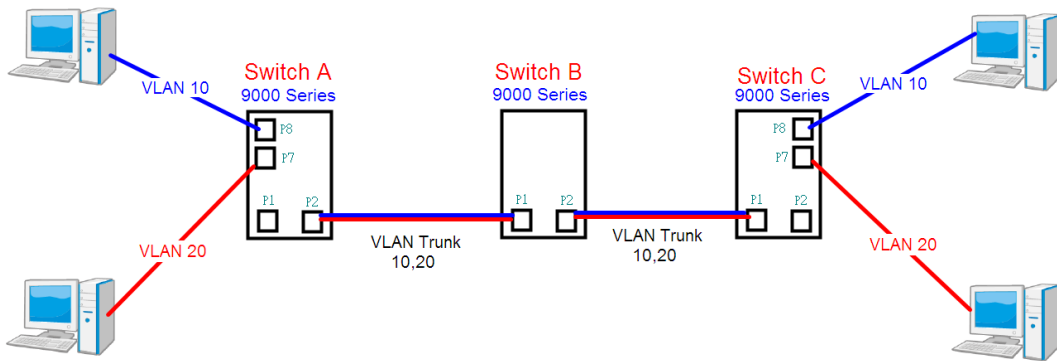 Switch A
9000 Series
Switch B
9000 Series
Switch C
9000 Series
VLAN 10
VLAN 10
P8
P7
P1
P2
P1
P2
P8
P7
P1
P2
VLAN Trunk
10,20
VLAN Trunk
10,20
VLAN 20
VLAN 20